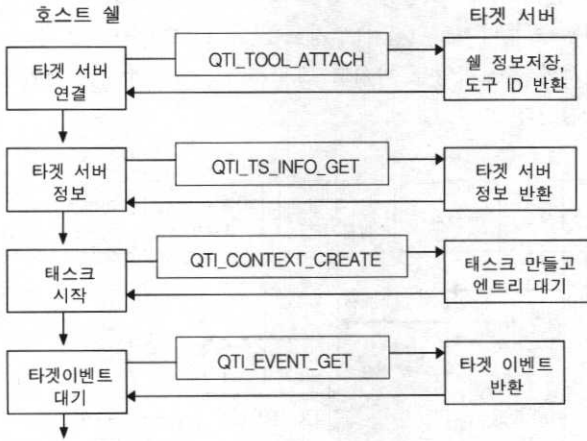 호스트 쉘
타겟 서버
타겟 서버
연결
QTI_TOOL_ATTACH
쉘 정보저장,
도구 ID 반환
타겟 서버
정보
QTI_TS_INFO_GET
타겟 서버
정보 반환
태스크
시작
QTI_CONTEXT_CREATE
태스크 만들고
엔트리 대기
타겟이벤트
대기
QTI_EVENT_GET
타겟 이벤트
반환